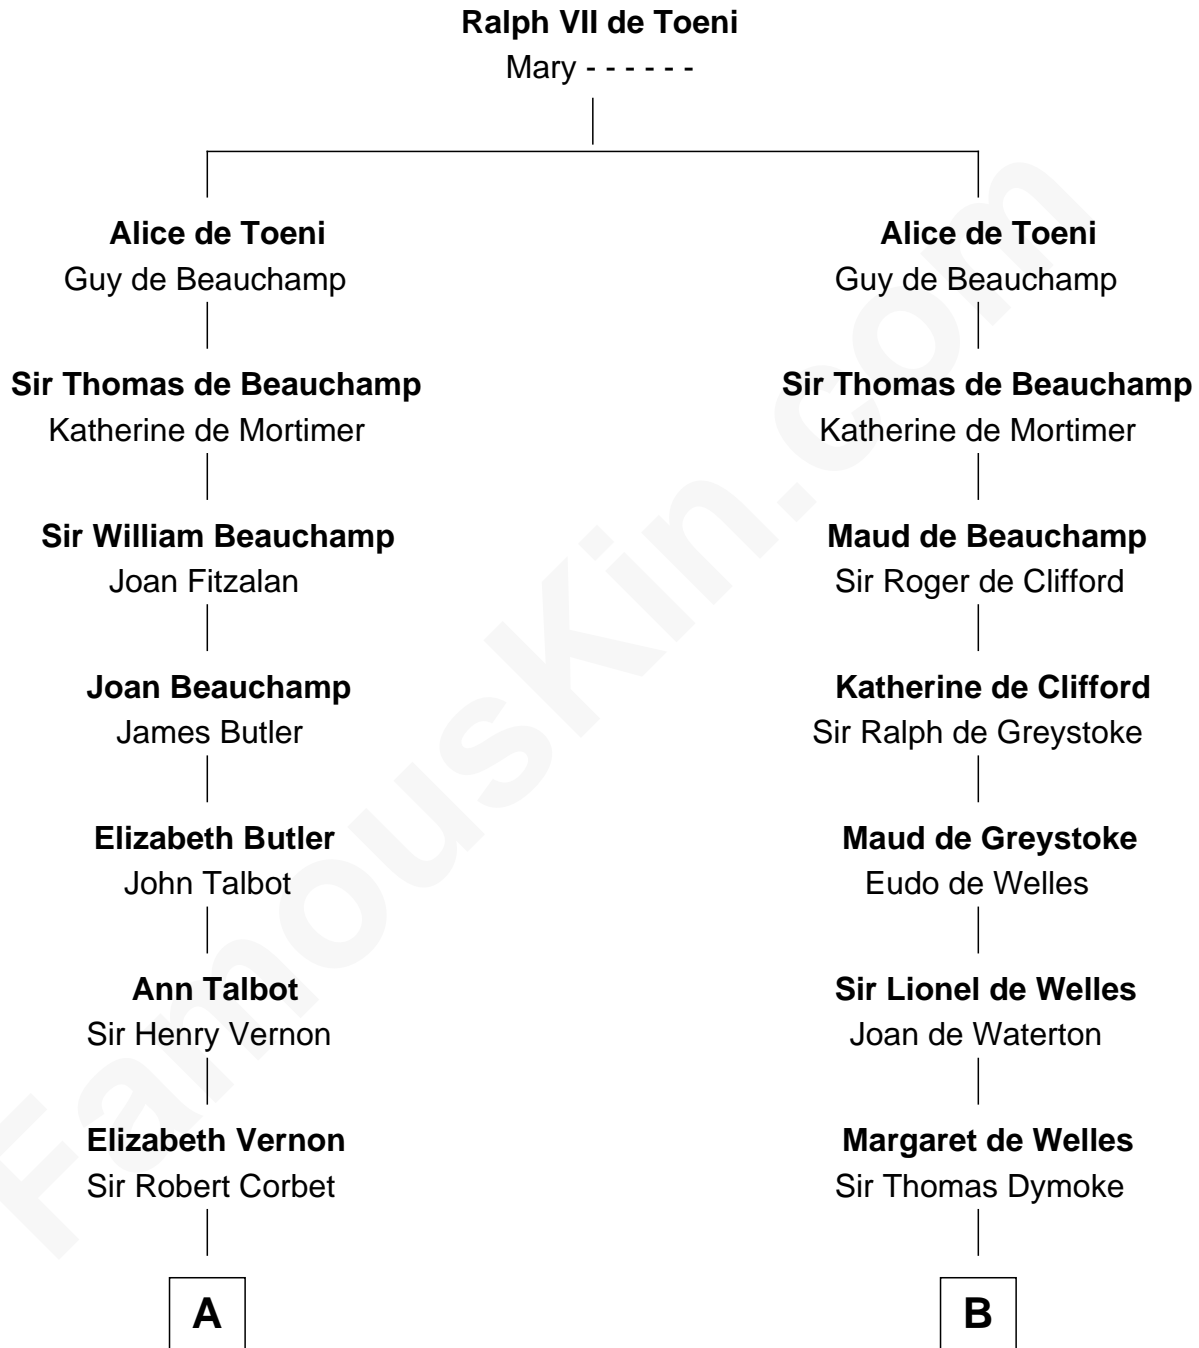 Ralph VII de Toeni
Mary - - - - - -
Alice de Toeni
Guy de Beauchamp
Sir Thomas de Beauchamp
Katherine de Mortimer
Sir William Beauchamp
Joan Fitzalan
Joan Beauchamp
James Butler
Elizabeth Butler
John Talbot
Ann Talbot
Sir Henry Vernon
Elizabeth Vernon
Sir Robert Corbet
A
Alice de Toeni
Guy de Beauchamp
Sir Thomas de Beauchamp
Katherine de Mortimer
Maud de Beauchamp
Sir Roger de Clifford
Katherine de Clifford
Sir Ralph de Greystoke
Maud de Greystoke
Eudo de Welles
Sir Lionel de Welles
Joan de Waterton
Margaret de Welles
Sir Thomas Dymoke
B
FamousKin.com